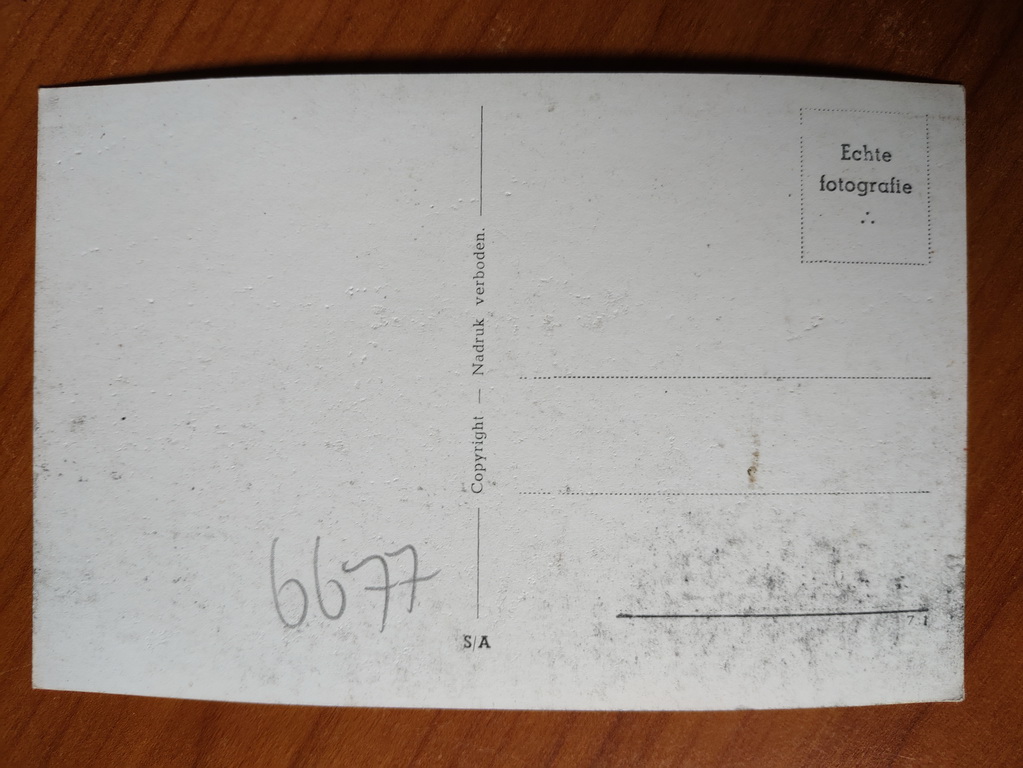 Echte
fotografie
Copyright — Nadruk verboden.
6677
S/A